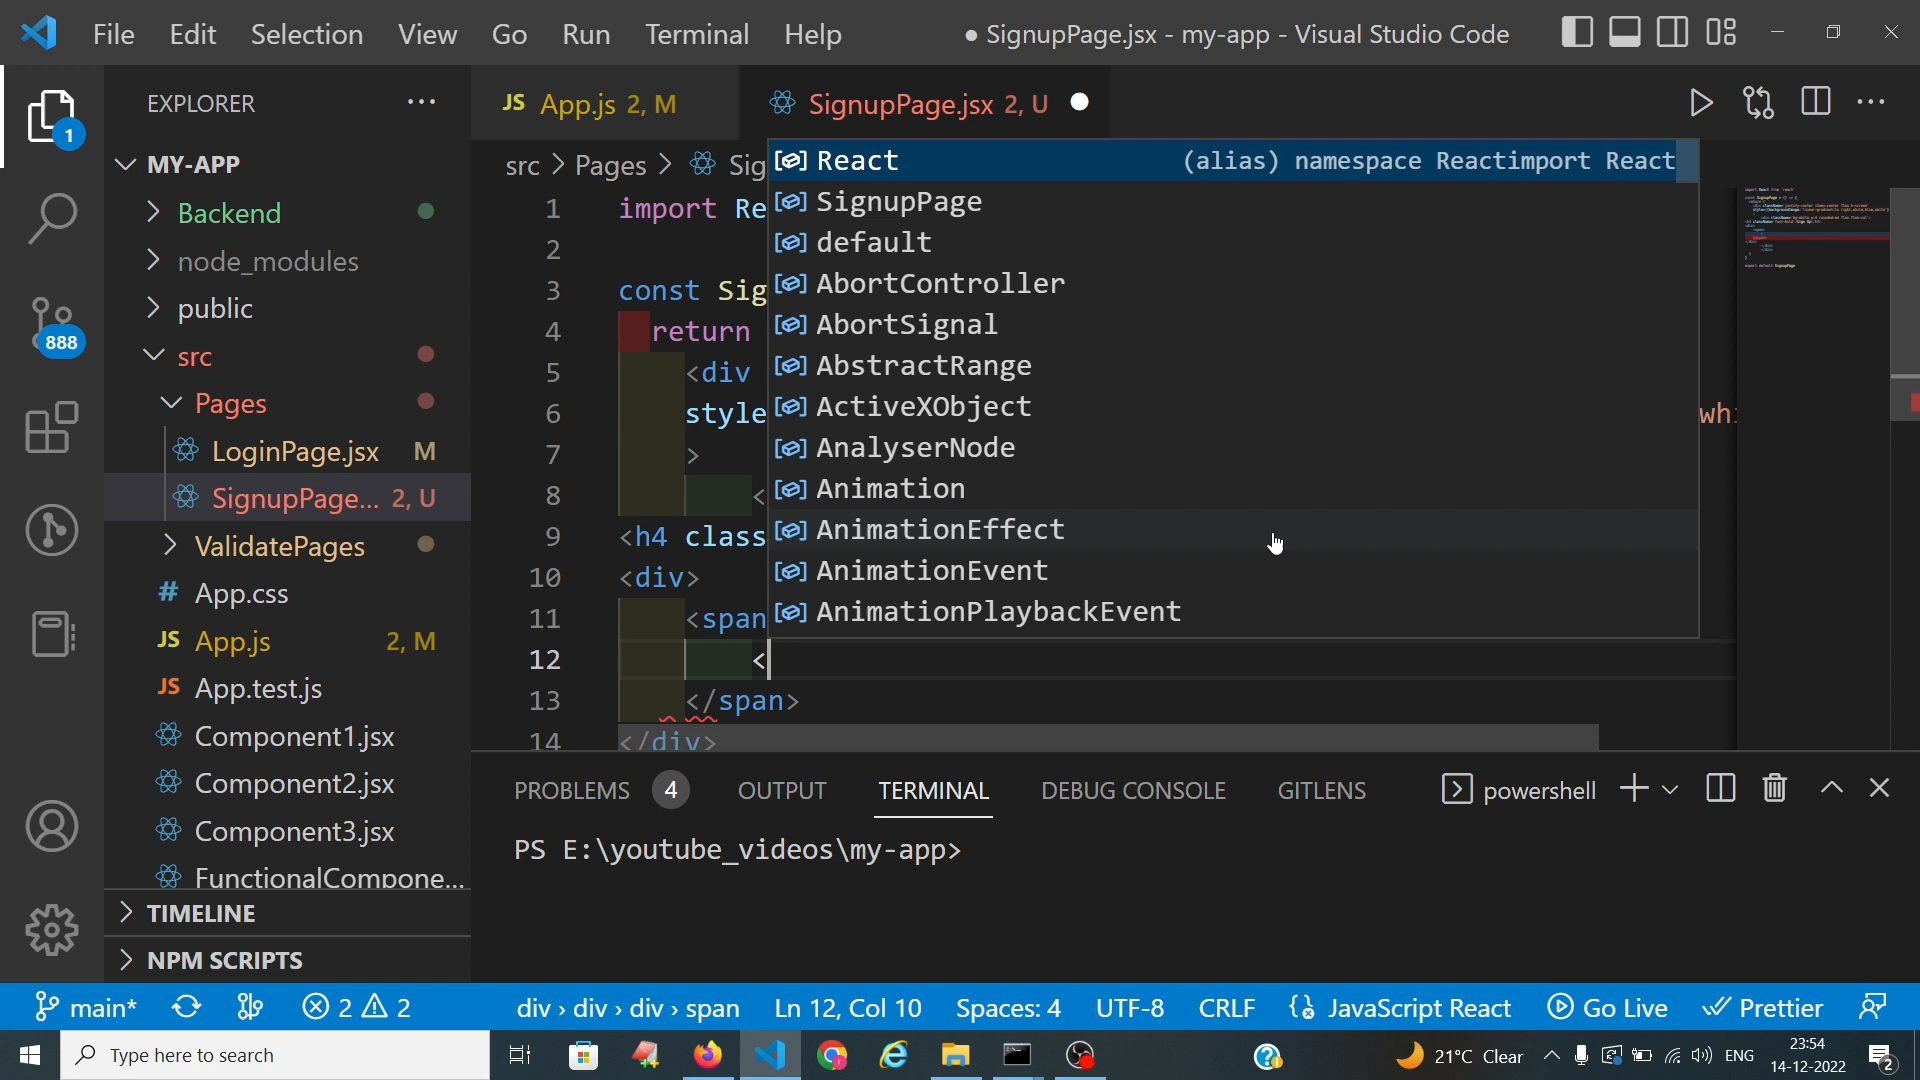 File Edit Selection View Go Run Terminal Help
● SignupPage.jsx - my-app - Visual Studio Code
1
888
EXPLORER ...
MY-APP
Backend
node_modules
public
src
Pages
LoginPage.jsx M
SignupPage... 2, U
ValidatePages
# App.css
JS App.js 2, M
JS App.test.js
Component1.jsx
Component2.jsx
Component3.jsx
FunctionalCompone...
TIMELINE
NPM SCRIPTS
JS App.js 2, M
SignupPage.jsx 2, U
src > Pages > Sig
1 import Re
2
3 const Sig
4 return
5 <div
6 style
whi
7 >
8 <
9 <h4 class
10 <div>
11 <span
12 <
13 </span>
14 </div>
React (alias) namespace Reactimport React
SignupPage
default
AbortController
AbortSignal
AbstractRange
ActiveXObject
AnalyserNode
Animation
AnimationEffect
AnimationEvent
AnimationPlaybackEvent
PROBLEMS 4 OUTPUT TERMINAL DEBUG CONSOLE GITLENS
powershell
PS E:\youtube_videos\my-app>
main* 2 2 div › div › div › span Ln 12, Col 10 Spaces: 4 UTF-8 CRLF JavaScript React Go Live Prettier
Type here to search
21°C Clear
ENG
23:54
14-12-2022
2